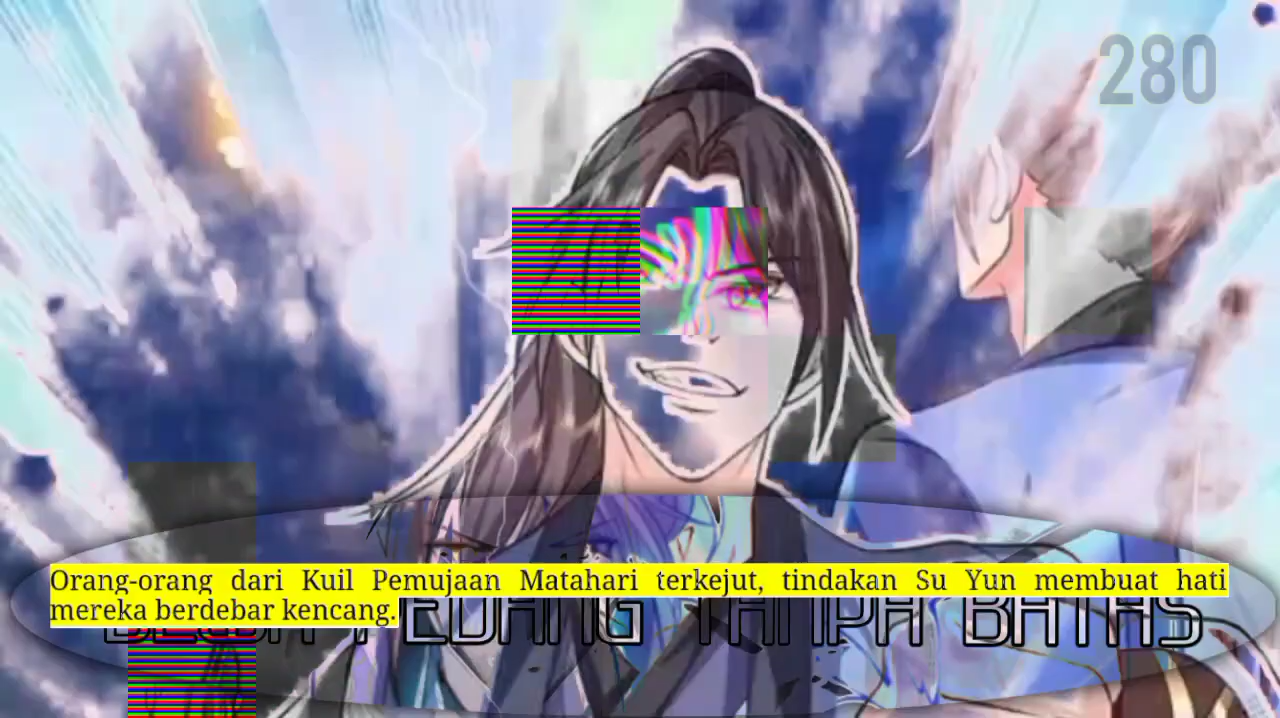 280
Orang-orang dari Kuil Pemujaan Matahari terkejut, tindakan Su Yun membuat hati
mereka berdebar kencang.
DEWA PEDANG TANPA BATAS